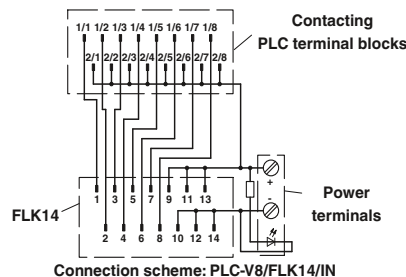 Contacting
PLC terminal blocks
1/1 1/2 1/3 1/4 1/5 1/6 1/7 1/8
2/1 2/2 2/3 2/4 2/5 2/6 2/7 2/8
1 3 5 7 9 11 13
+
-
FLK14
Power
terminals
2 4 6 8 10 12 14
Connection scheme: PLC-V8/FLK14/IN